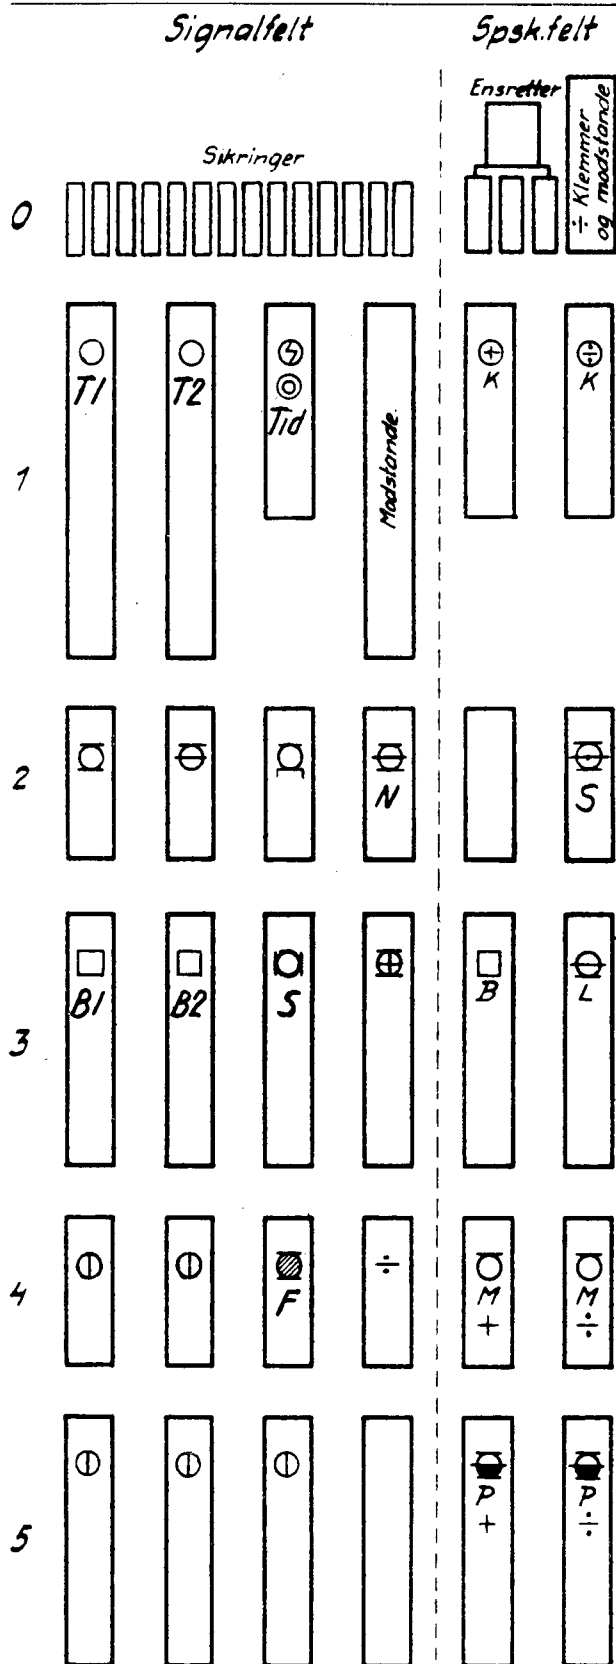 Signalfelt Spsk.felt
Ensretter
÷ Klemmer
og modstande
Sikringer
0
T1 T2 Tid Modstande. K K
1
2
N S
B1 B2 S B L
3
4
F ÷ M M
+ ÷
5
P P
+ ÷